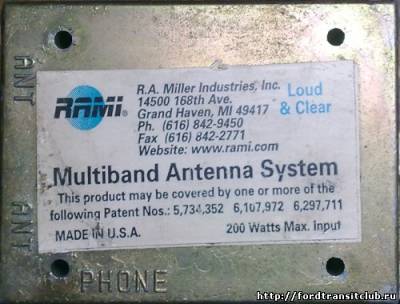 ANT
RAMI
R.A. Miller Industries, Inc.
14500 168th Ave.
Grand Haven, MI 49417
Ph. (616) 842-9450
Fax (616) 842-2771
Website: www.rami.com
Loud
& Clear
Multiband Antenna System
This product may be covered by one or more of the
following Patent Nos.: 5,734,352 6,107,972 6,297,711
MADE IN U.S.A.
200 Watts Max. Input
ANT
PHONE
http://fordtransitclub.ru